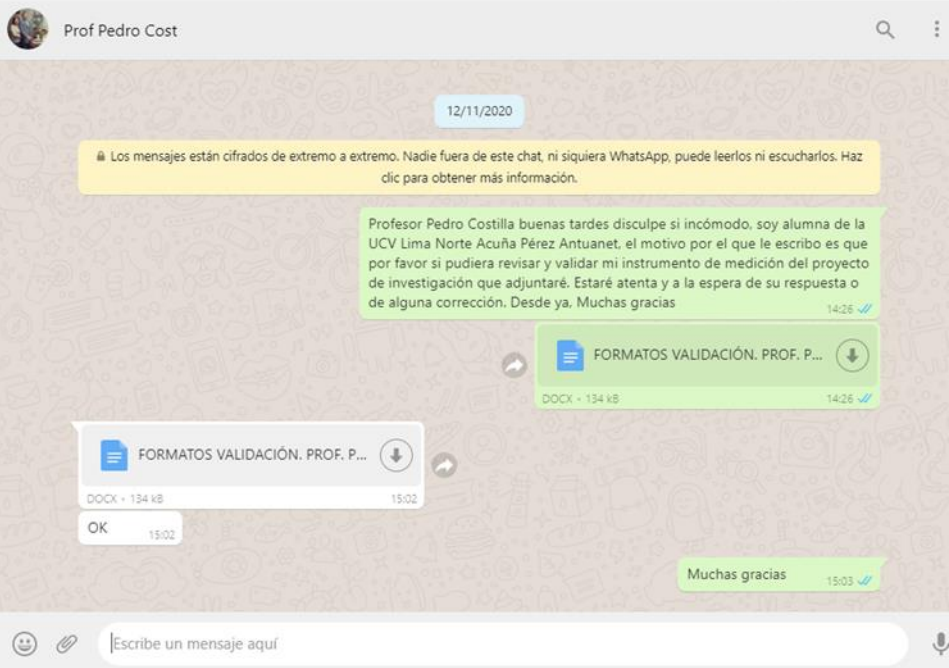 Prof Pedro Cost
12/11/2020
Los mensajes están cifrados de extremo a extremo. Nadie fuera de este chat, ni siquiera WhatsApp, puede leerlos ni escucharlos. Haz
clic para obtener más información.
Profesor Pedro Costilla buenas tardes disculpe si incómodo, soy alumna de la
UCV Lima Norte Acuña Pérez Antuanet, el motivo por el que le escribo es que
por favor si pudiera revisar y validar mi instrumento de medición del proyecto
de investigación que adjuntaré. Estaré atenta y a la espera de su respuesta o
de alguna corrección. Desde ya, Muchas gracias
14:26
FORMATOS VALIDACIÓN. PROF. P...
DOCX • 134 kB 14:26
FORMATOS VALIDACIÓN. PROF. P...
DOCX • 134 kB 15:02
OK 15:02
Muchas gracias 15:03
Escribe un mensaje aquí